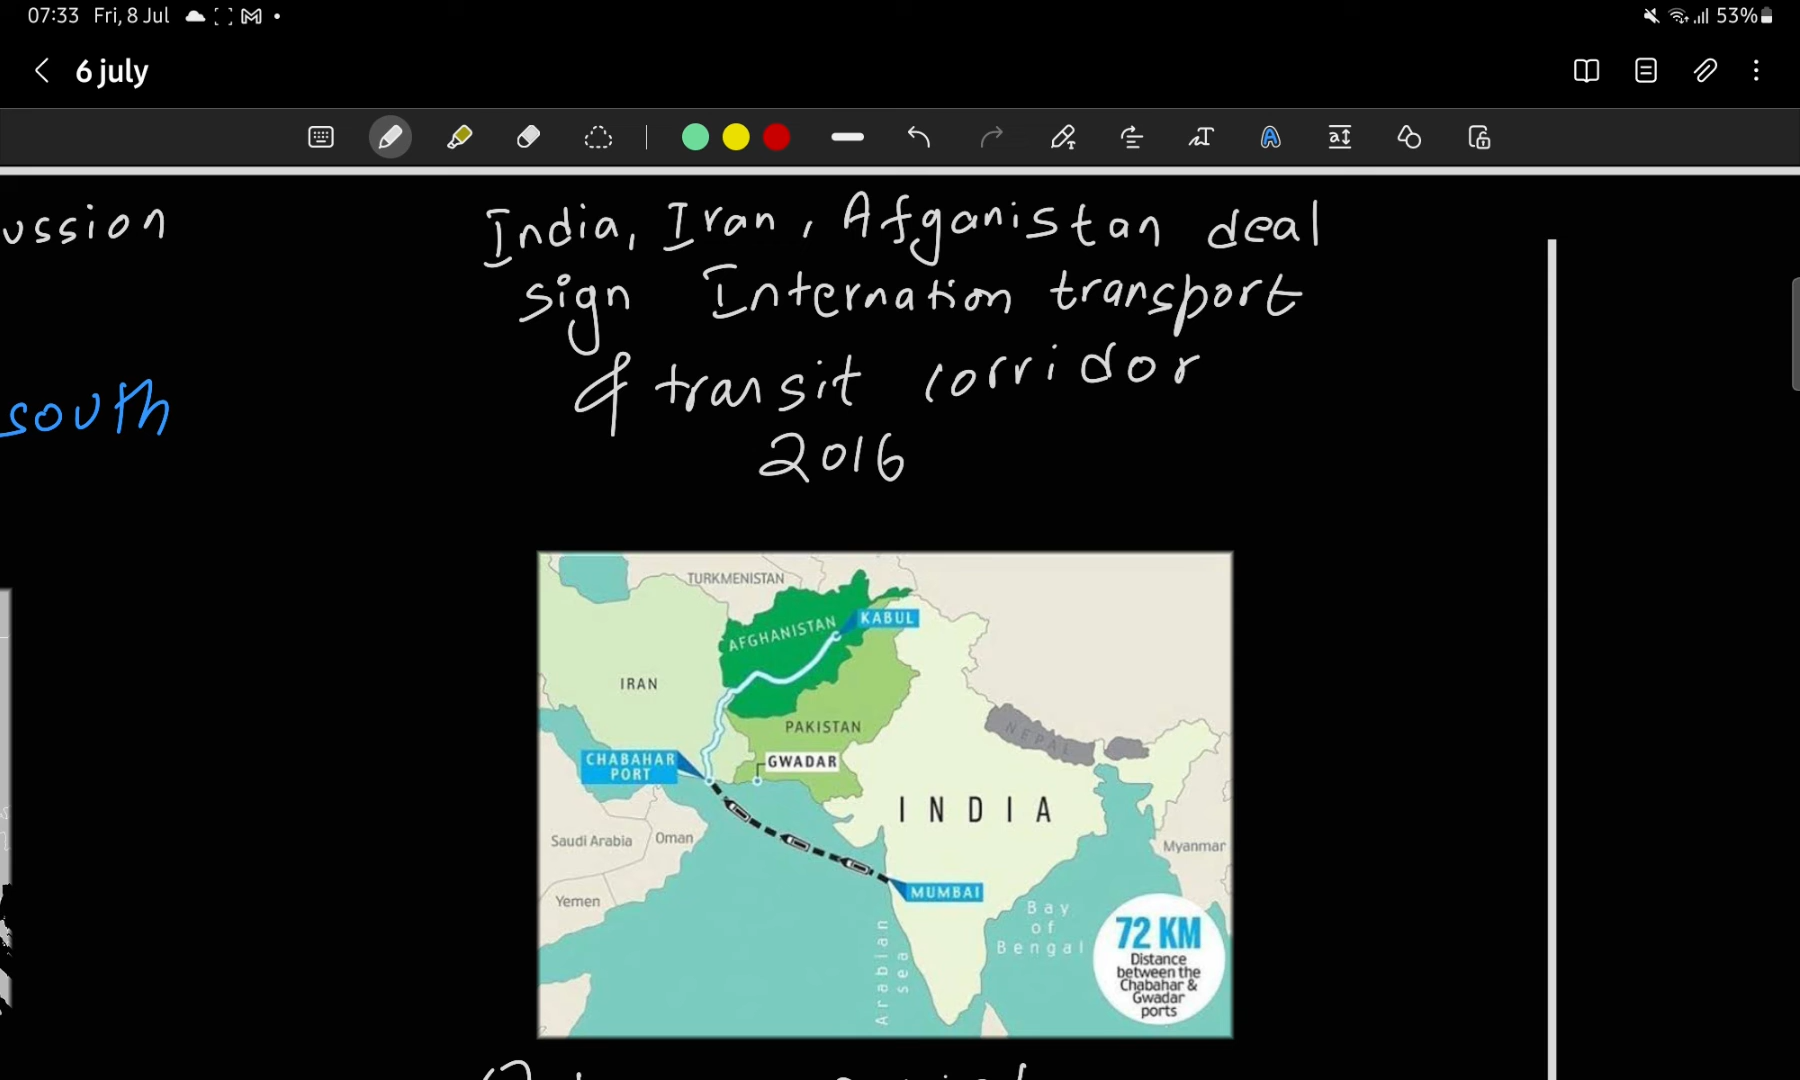 07:33 Fri, 8 Jul
53%
6 july
ussion
south
India, Iran, Afganistan deal
sign Internation transport
& transit corridor
2016
TURKMENISTAN
AFGHANISTAN
KABUL
IRAN
PAKISTAN
NEPAL
CHABAHAR
PORT
GWADAR
INDIA
Saudi Arabia
Oman
Myanmar
Yemen
MUMBAI
Arabian
sea
Bay
of
Bengal
72 KM
Distance
between the
Chabahar &
Gwadar
ports